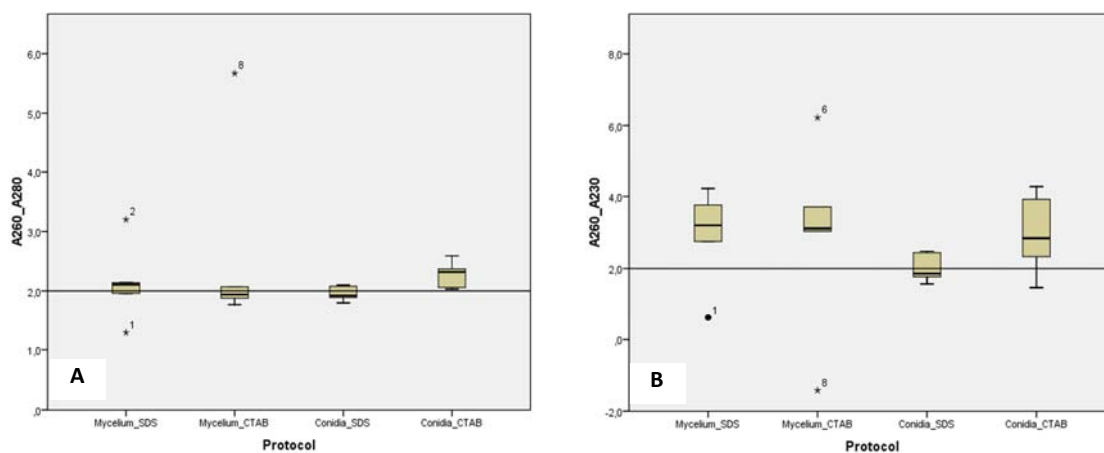 6,0
5,0
4,0
3,0
2,0
1,0
,0
A260_A280
8
2
1
A
Mycelium_SDS Mycelium_CTAB Conidia_SDS Conidia_CTAB
Protocol
8,0
6,0
4,0
2,0
,0
-2,0
A260_A230
6
1
8
B
Mycelium_SDS Mycelium_CTAB Conidia_SDS Conidia_CTAB
Protocol